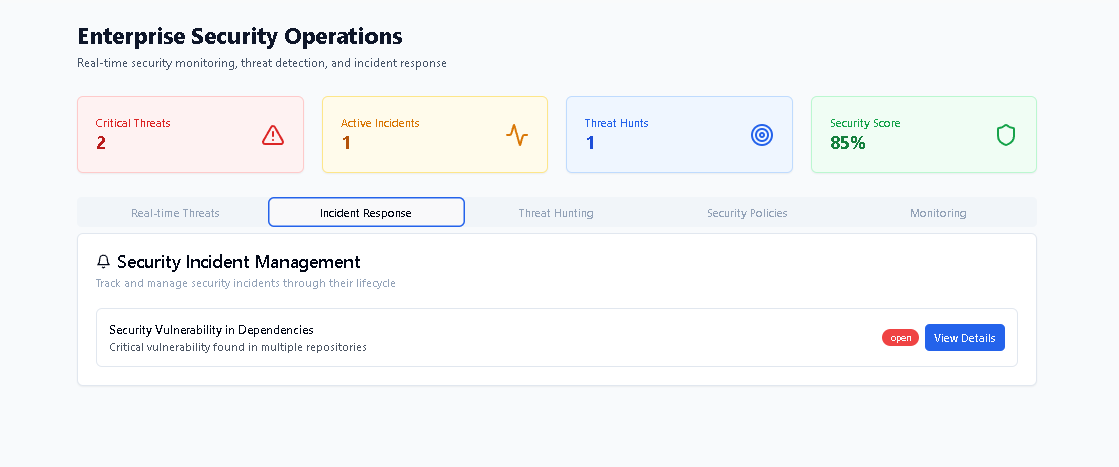 Enterprise Security Operations
Real-time security monitoring, threat detection, and incident response
Critical Threats
2
Active Incidents
1
Threat Hunts
1
Security Score
85%
Real-time Threats
Incident Response
Threat Hunting
Security Policies
Monitoring
Security Incident Management
Track and manage security incidents through their lifecycle
Security Vulnerability in Dependencies
Critical vulnerability found in multiple repositories
open
View Details